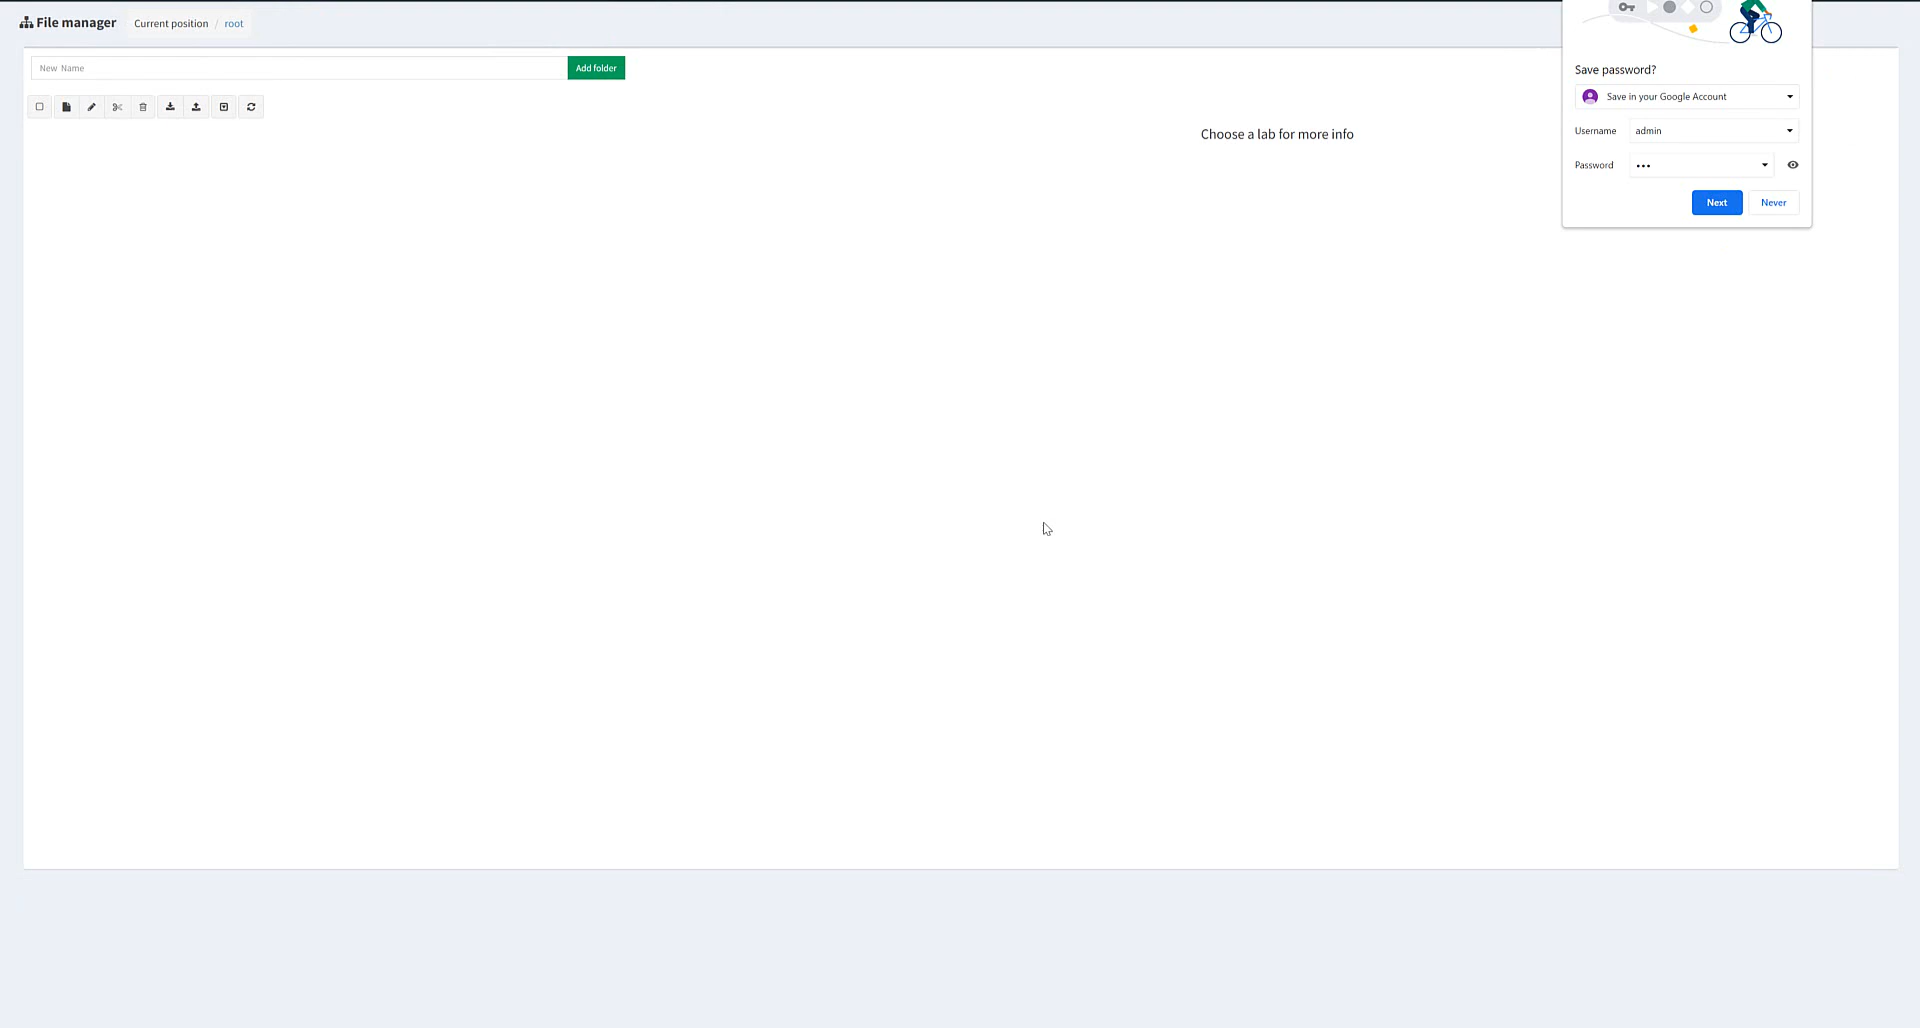 File manager Current position / root
New Name Add folder
Choose a lab for more info
Save password?
Save in your Google Account
Username admin
Password •••
Next Never